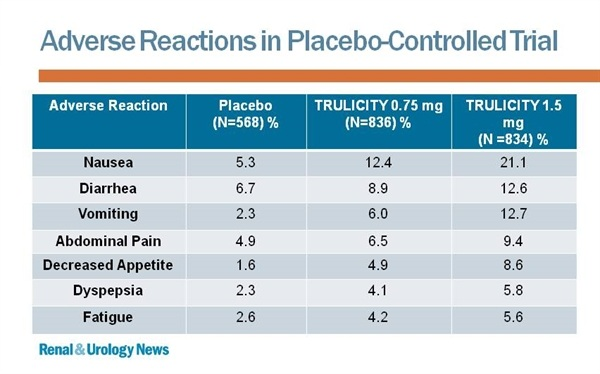 Adverse Reactions in Placebo-Controlled Trial
Adverse Reaction Placebo TRULICITY 0.75 mg TRULICITY 1.5
(N=568) % (N=836) % mg
(N =834) %
Nausea 5.3 12.4 21.1
Diarrhea 6.7 8.9 12.6
Vomiting 2.3 6.0 12.7
Abdominal Pain 4.9 6.5 9.4
Decreased Appetite 1.6 4.9 8.6
Dyspepsia 2.3 4.1 5.8
Fatigue 2.6 4.2 5.6
Renal&Urology News